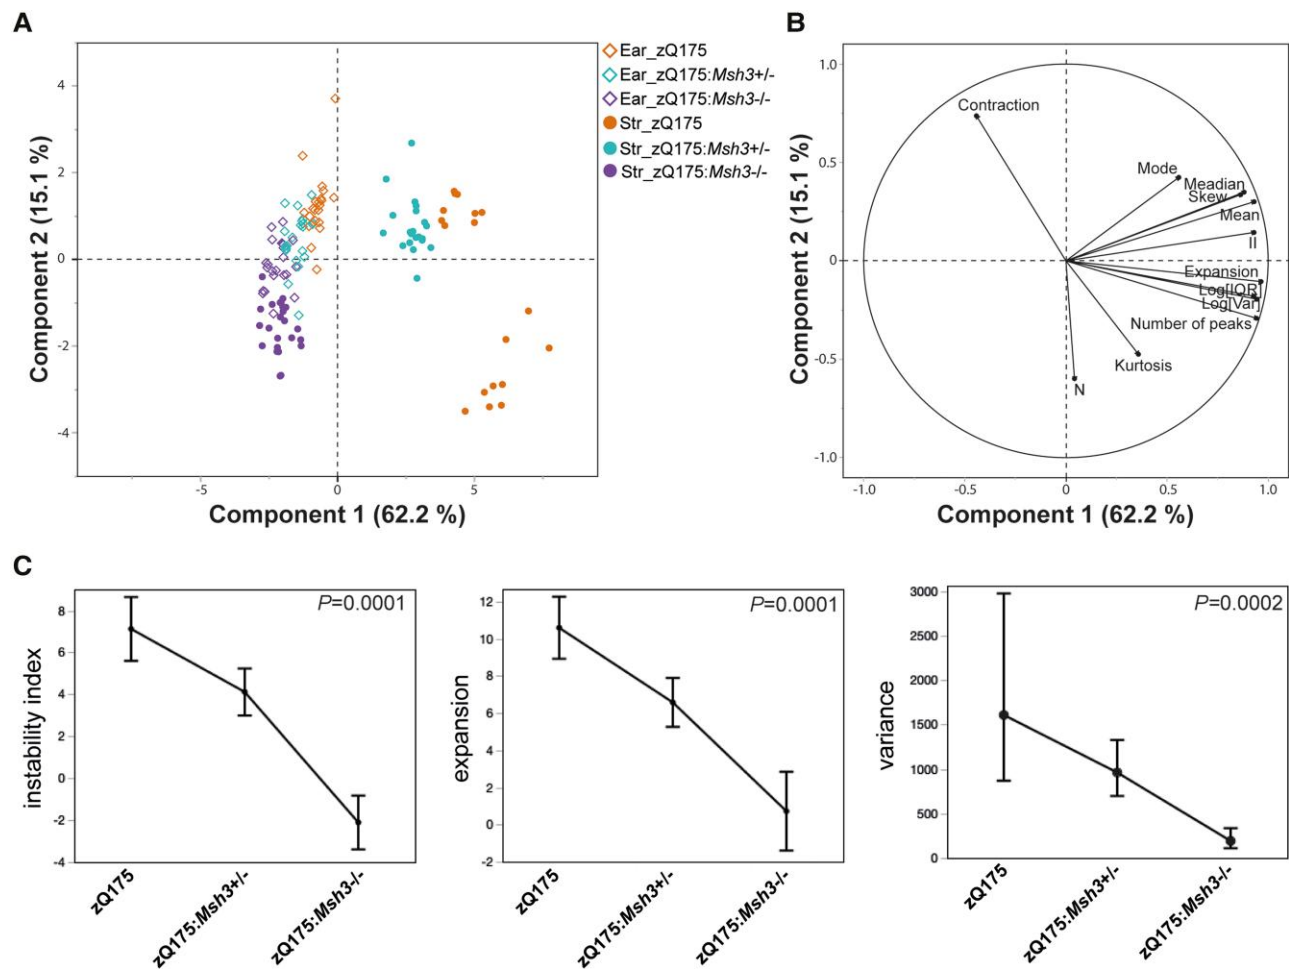 A
B
4
2
0
-2
-4
-5
0
5
Component 2 (15.1 %)
Component 1 (62.2 %)
Ear_zQ175
Ear_zQ175:Msh3+/-
Ear_zQ175:Msh3-/-
Str_zQ175
Str_zQ175:Msh3+/-
Str_zQ175:Msh3-/-
1.0
0.5
0
-0.5
-1.0
-1.0
-0.5
0
0.5
1.0
Component 2 (15.1 %)
Component 1 (62.2 %)
Contraction
Mode
Meadian
Skew
Mean
II
Expansion
Log[IQR]
Log[Var]
Number of peaks
Kurtosis
N
C
8
6
4
2
0
-2
-4
instability index
P=0.0001
zQ175
zQ175:Msh3+/-
zQ175:Msh3-/-
12
10
8
6
4
2
0
-2
expansion
P=0.0001
zQ175
zQ175:Msh3+/-
zQ175:Msh3-/-
3000
2500
2000
1500
1000
500
0
variance
P=0.0002
zQ175
zQ175:Msh3+/-
zQ175:Msh3-/-